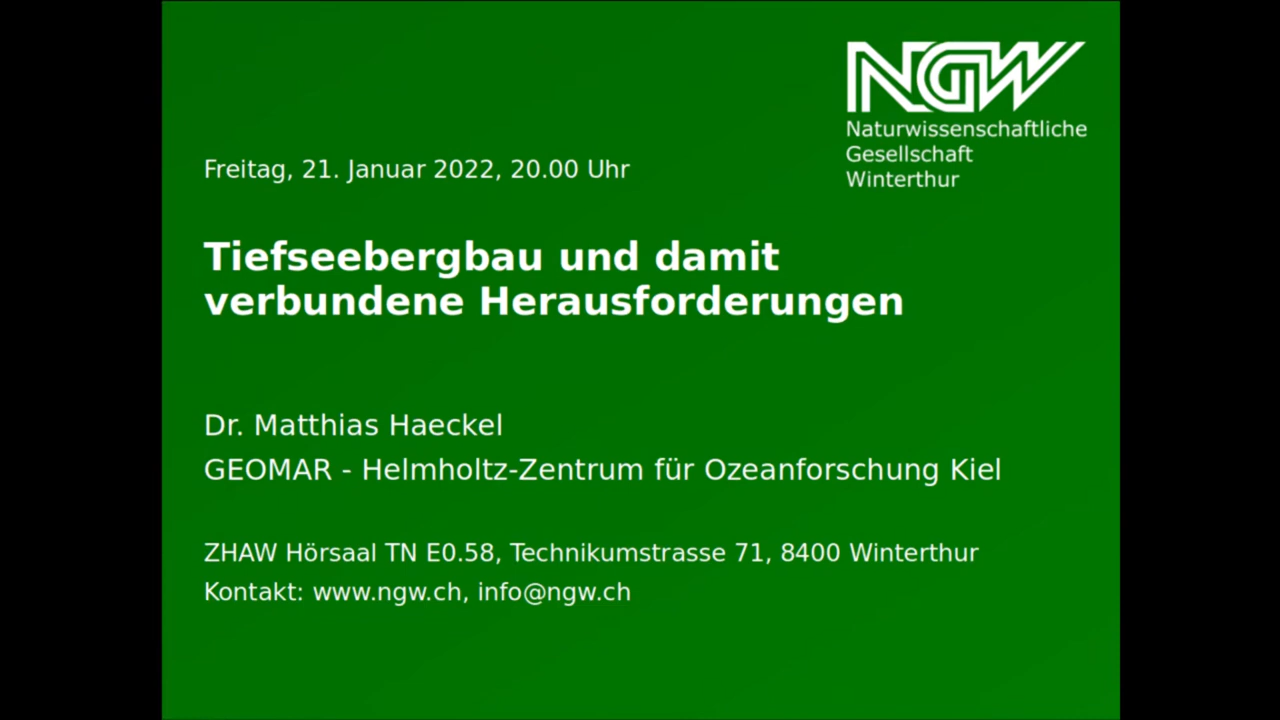 NGW
Naturwissenschaftliche
Gesellschaft
Winterthur
Freitag, 21. Januar 2022, 20.00 Uhr
Tiefseebergbau und damit
verbundene Herausforderungen
Dr. Matthias Haeckel
GEOMAR - Helmholtz-Zentrum für Ozeanforschung Kiel
ZHAW Hörsaal TN E0.58, Technikumstrasse 71, 8400 Winterthur
Kontakt: www.ngw.ch, info@ngw.ch